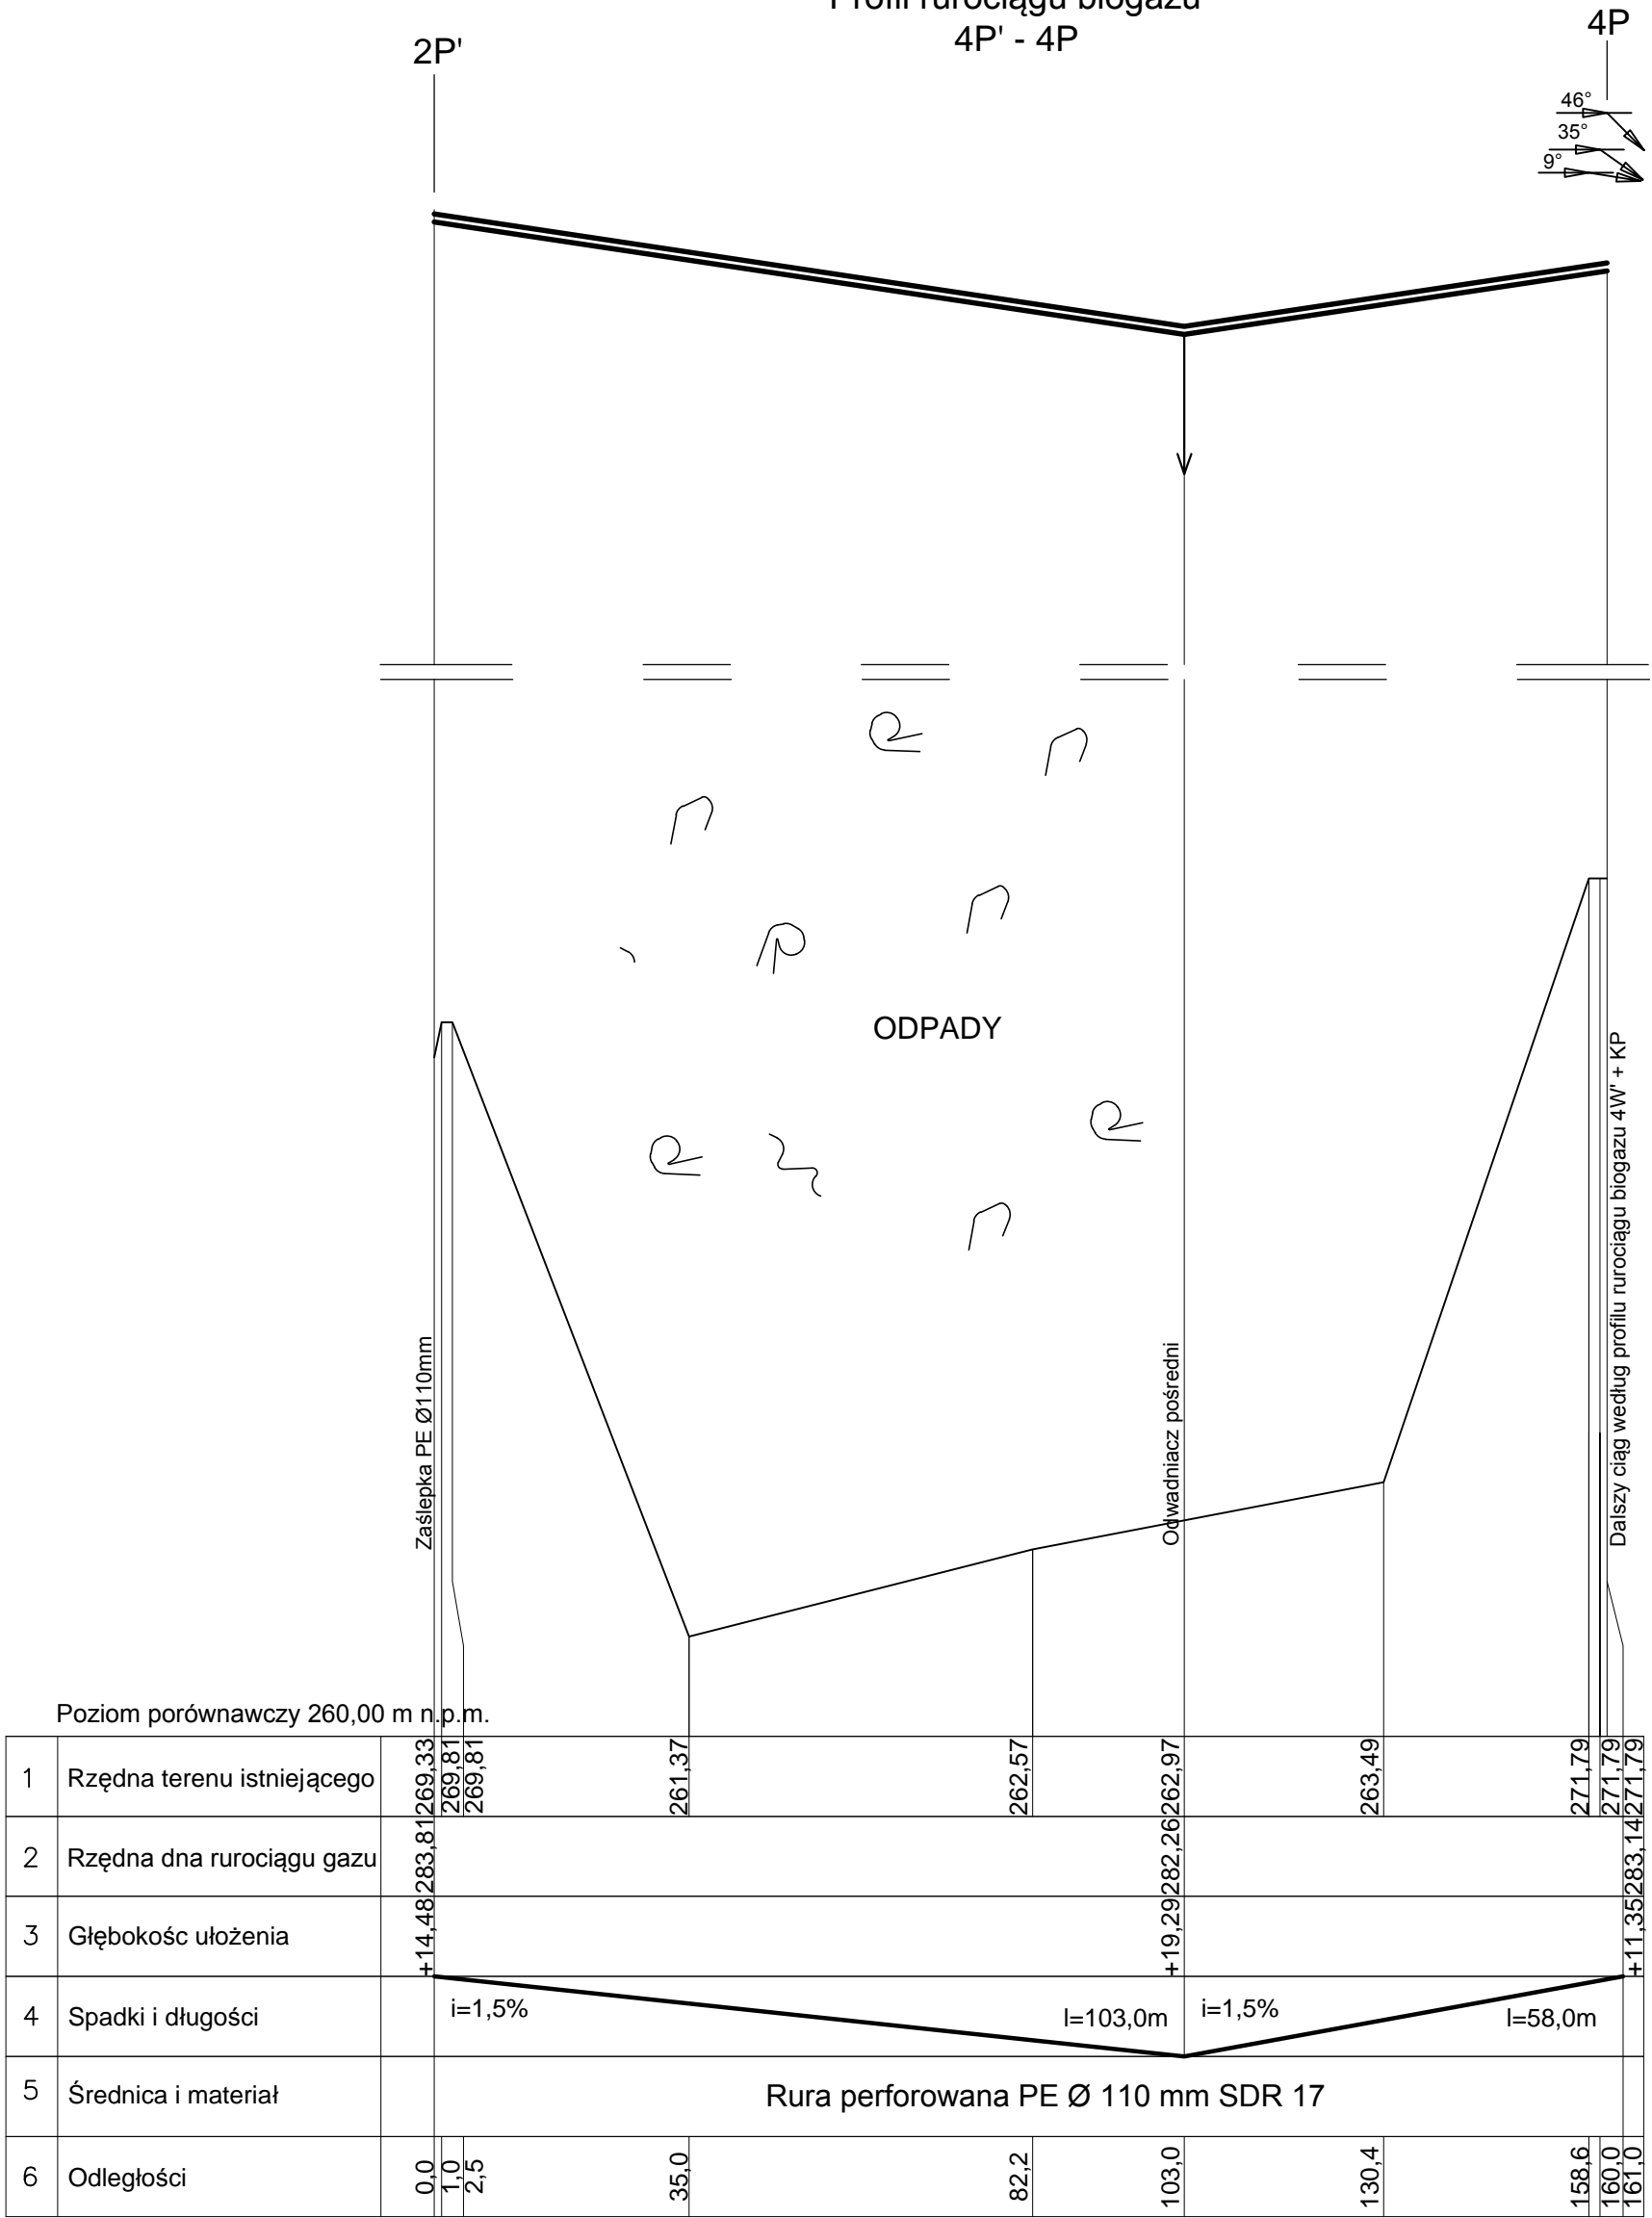 Profil rurociągu biogazu
4P' - 4P
2P'
4P
46°
35°
9°
ODPADY
Zaślepka PE Ø110mm
Odwadniacz pośredni
Dalszy ciąg według profilu rurociągu biogazu 4W' + KP
Poziom porównawczy 260,00 m n.p.m.
1 Rzędna terenu istniejącego 269,33 269,81 269,81 261,37 262,57 262,97 263,49 271,79 271,79 271,79
2 Rzędna dna rurociągu gazu 283,81 282,26 283,14
3 Głębokośc ułożenia +14,48 +19,29 +11,35
4 Spadki i długości i=1,5% l=103,0m i=1,5% l=58,0m
5 Średnica i materiał Rura perforowana PE Ø 110 mm SDR 17
6 Odległości 0,0 1,0 2,5 35,0 82,2 103,0 130,4 158,6 160,0 161,0